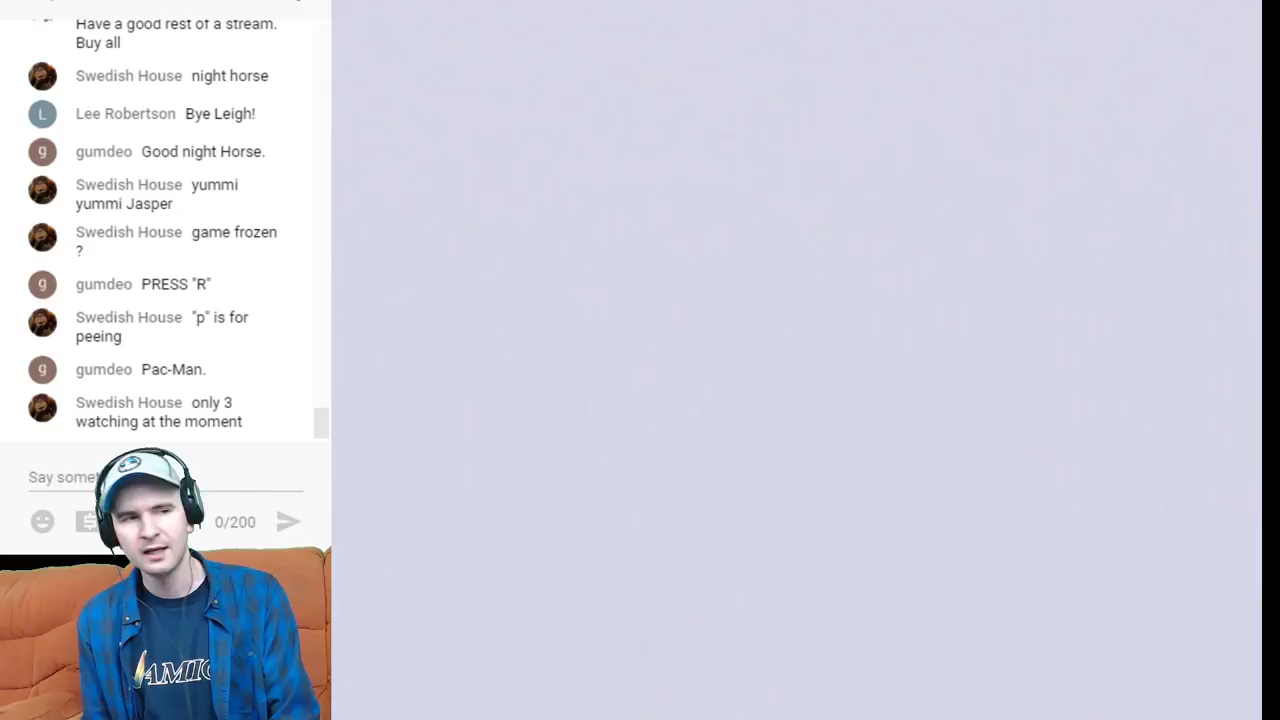 Have a good rest of a stream.
Buy all
Swedish House night horse
L Lee Robertson Bye Leigh!
g gumdeo Good night Horse.
Swedish House yummi
yummi Jasper
Swedish House game frozen
?
g gumdeo PRESS "R"
Swedish House "p" is for
peeing
g gumdeo Pac-Man.
Swedish House only 3
watching at the moment
Say
0/200